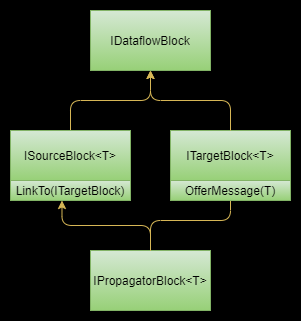 IDataflowBlock
ISourceBlock<T>
LinkTo(ITargetBlock)
ITargetBlock<T>
OfferMessage(T)
IPropagatorBlock<T>